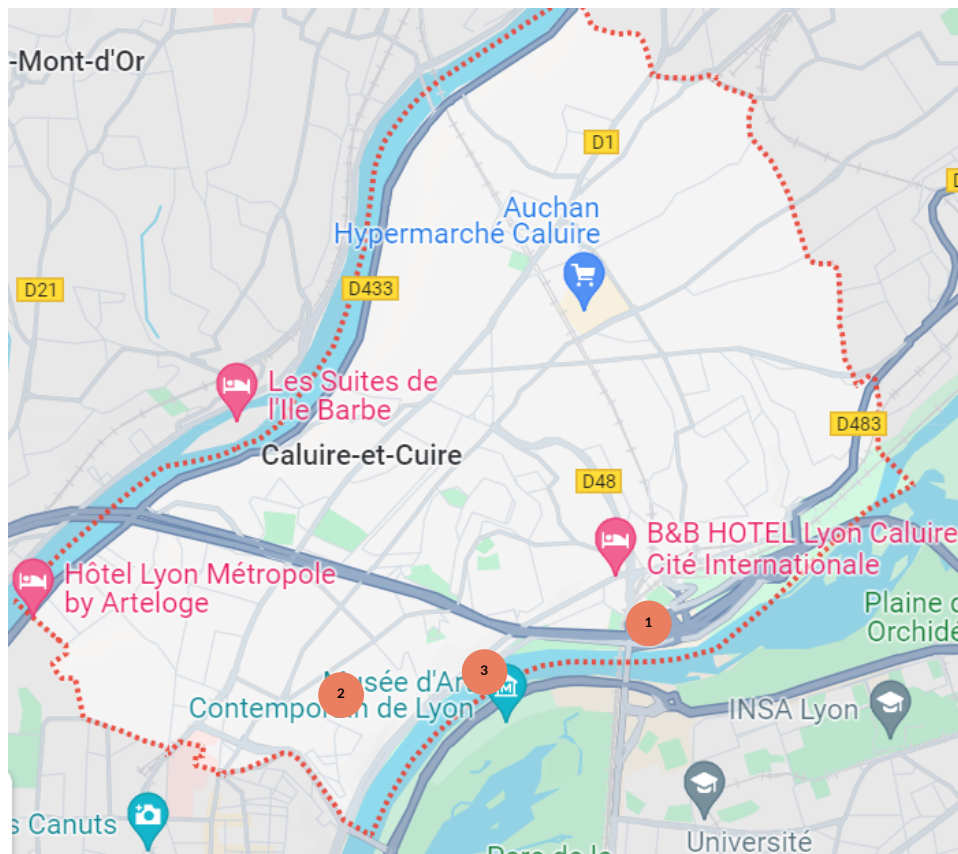 -Mont-d'Or
D1
Auchan
Hypermarché Caluire
D21
D433
Les Suites de
l'Ile Barbe
Caluire-et-Cuire
D483
D48
B&B HOTEL Lyon Caluire
Cité Internationale
Hôtel Lyon Métropole
by Arteloge
Plaine d
Orchidé
1
2
3
Musée d'Art
Contemporain de Lyon
INSA Lyon
s Canuts
Université
Parc de la